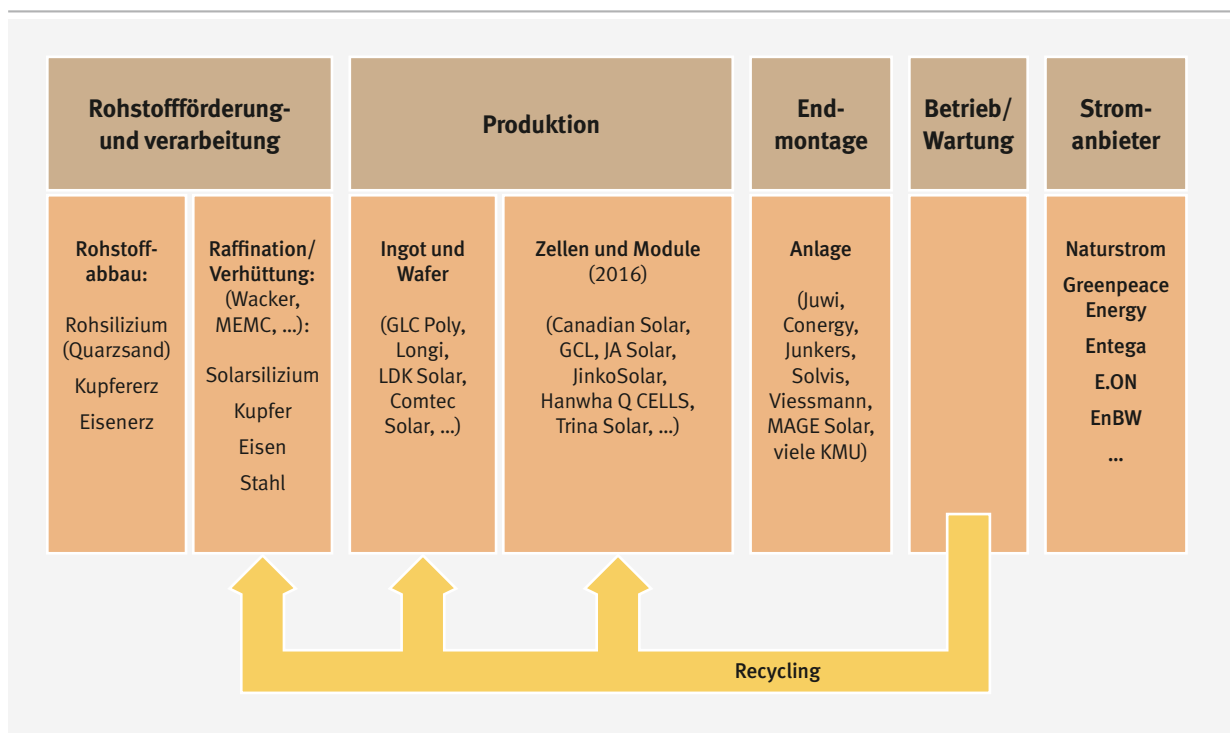 Rohstoffförderung-
und verarbeitung
Produktion
End-
montage
Betrieb/
Wartung
Strom-
anbieter
Rohstoff-
abbau:
Rohsilizium
(Quarzsand)
Kupfererz
Eisenerz
Raffination/
Verhüttung:
(Wacker,
MEMC, ...):
Solarsilizium
Kupfer
Eisen
Stahl
Ingot und
Wafer
(GLC Poly,
Longi,
LDK Solar,
Comtec
Solar, ...)
Zellen und Module
(2016)
(Canadian Solar,
GCL, JA Solar,
JinkoSolar,
Hanwha Q CELLS,
Trina Solar, ...)
Anlage
(Juwi,
Conergy,
Junkers,
Solvis,
Viessmann,
MAGE Solar,
viele KMU)
Naturstrom
Greenpeace
Energy
Entega
E.ON
EnBW
...
Recycling